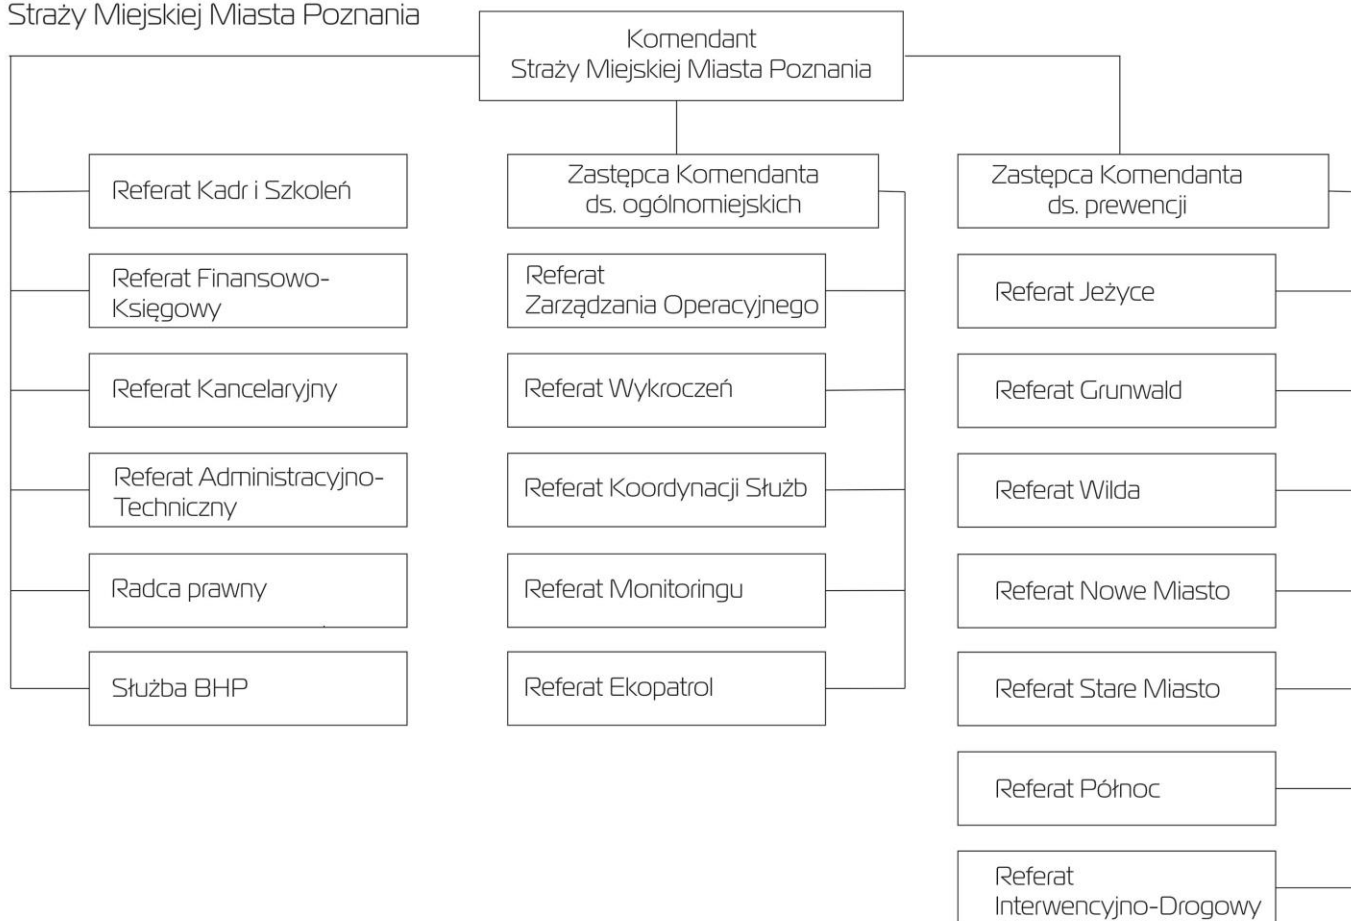 Straży Miejskiej Miasta Poznania
Komendant
Straży Miejskiej Miasta Poznania
Referat Kadr i Szkoleń
Referat Finansowo-
Księgowy
Referat Kancelaryjny
Referat Administracyjno-
Techniczny
Radca prawny
Służba BHP
Zastępca Komendanta
ds. ogólnomiejskich
Referat
Zarządzania Operacyjnego
Referat Wykroczeń
Referat Koordynacji Służb
Referat Monitoringu
Referat Ekopatrol
Zastępca Komendanta
ds. prewencji
Referat Jeżyce
Referat Grunwald
Referat Wilda
Referat Nowe Miasto
Referat Stare Miasto
Referat Północ
Referat
Interwencyjno-Drogowy